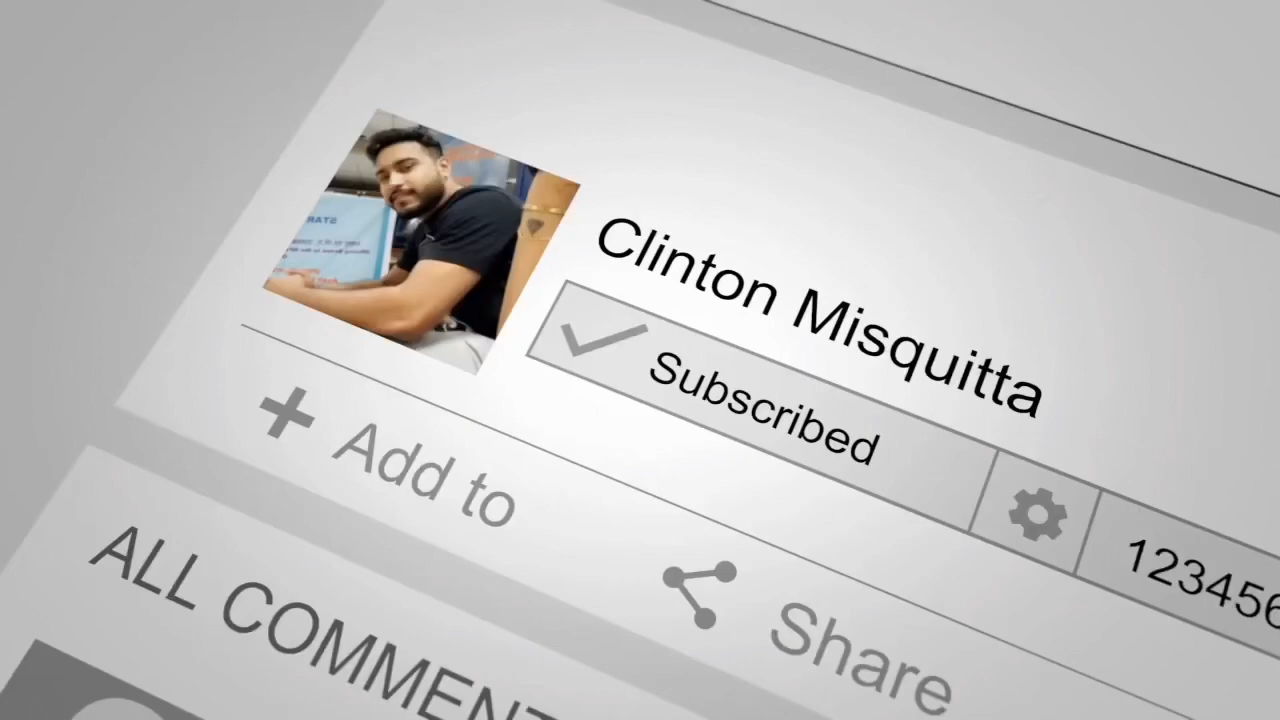 Clinton Misquitta
Subscribed
123456
Add to
Share
ALL COMMENT